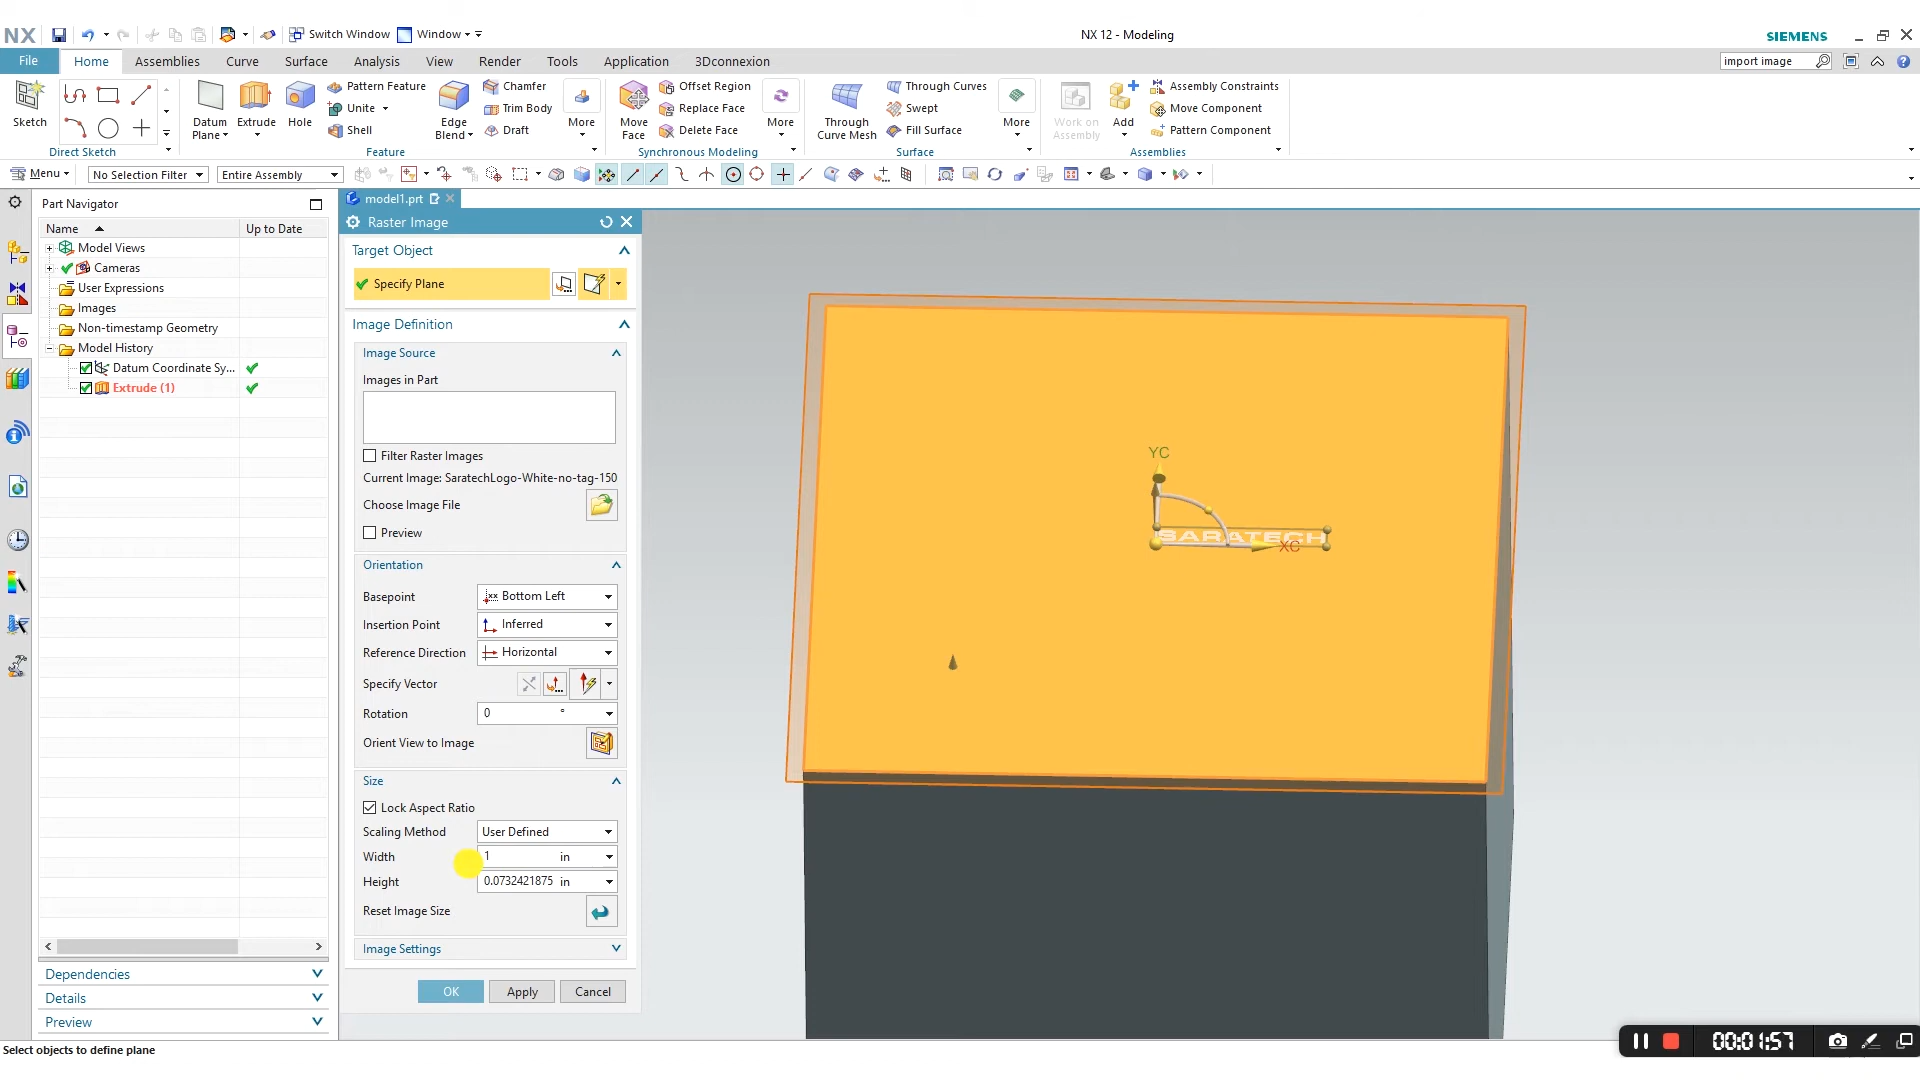 NX
Switch Window
Window
NX 12 - Modeling
SIEMENS
File
Home
Assemblies
Curve
Surface
Analysis
View
Render
Tools
Application
3Dconnexion
import image
Sketch
Direct Sketch
Datum
Plane
Extrude
Hole
Pattern Feature
Unite
Shell
Edge
Blend
Chamfer
Trim Body
Draft
More
Feature
Move
Face
Offset Region
Replace Face
Delete Face
More
Synchronous Modeling
Through
Curve Mesh
Through Curves
Swept
Fill Surface
More
Surface
Work on
Assembly
Add
Assembly Constraints
Move Component
Pattern Component
Assemblies
Menu
No Selection Filter
Entire Assembly
Part Navigator
Name
Up to Date
Model Views
Cameras
User Expressions
Images
Non-timestamp Geometry
Model History
Datum Coordinate Sy...
Extrude (1)
Dependencies
Details
Preview
model1.prt
Raster Image
Target Object
Specify Plane
Image Definition
Image Source
Images in Part
Filter Raster Images
Current Image: SaratechLogo-White-no-tag-150
Choose Image File
Preview
Orientation
Basepoint
Bottom Left
Insertion Point
Inferred
Reference Direction
Horizontal
Specify Vector
Rotation
0 °
Orient View to Image
Size
Lock Aspect Ratio
Scaling Method
User Defined
Width
1 in
Height
0.0732421875 in
Reset Image Size
Image Settings
OK
Apply
Cancel
YC
SARATECH
XC
Select objects to define plane
00:01:57